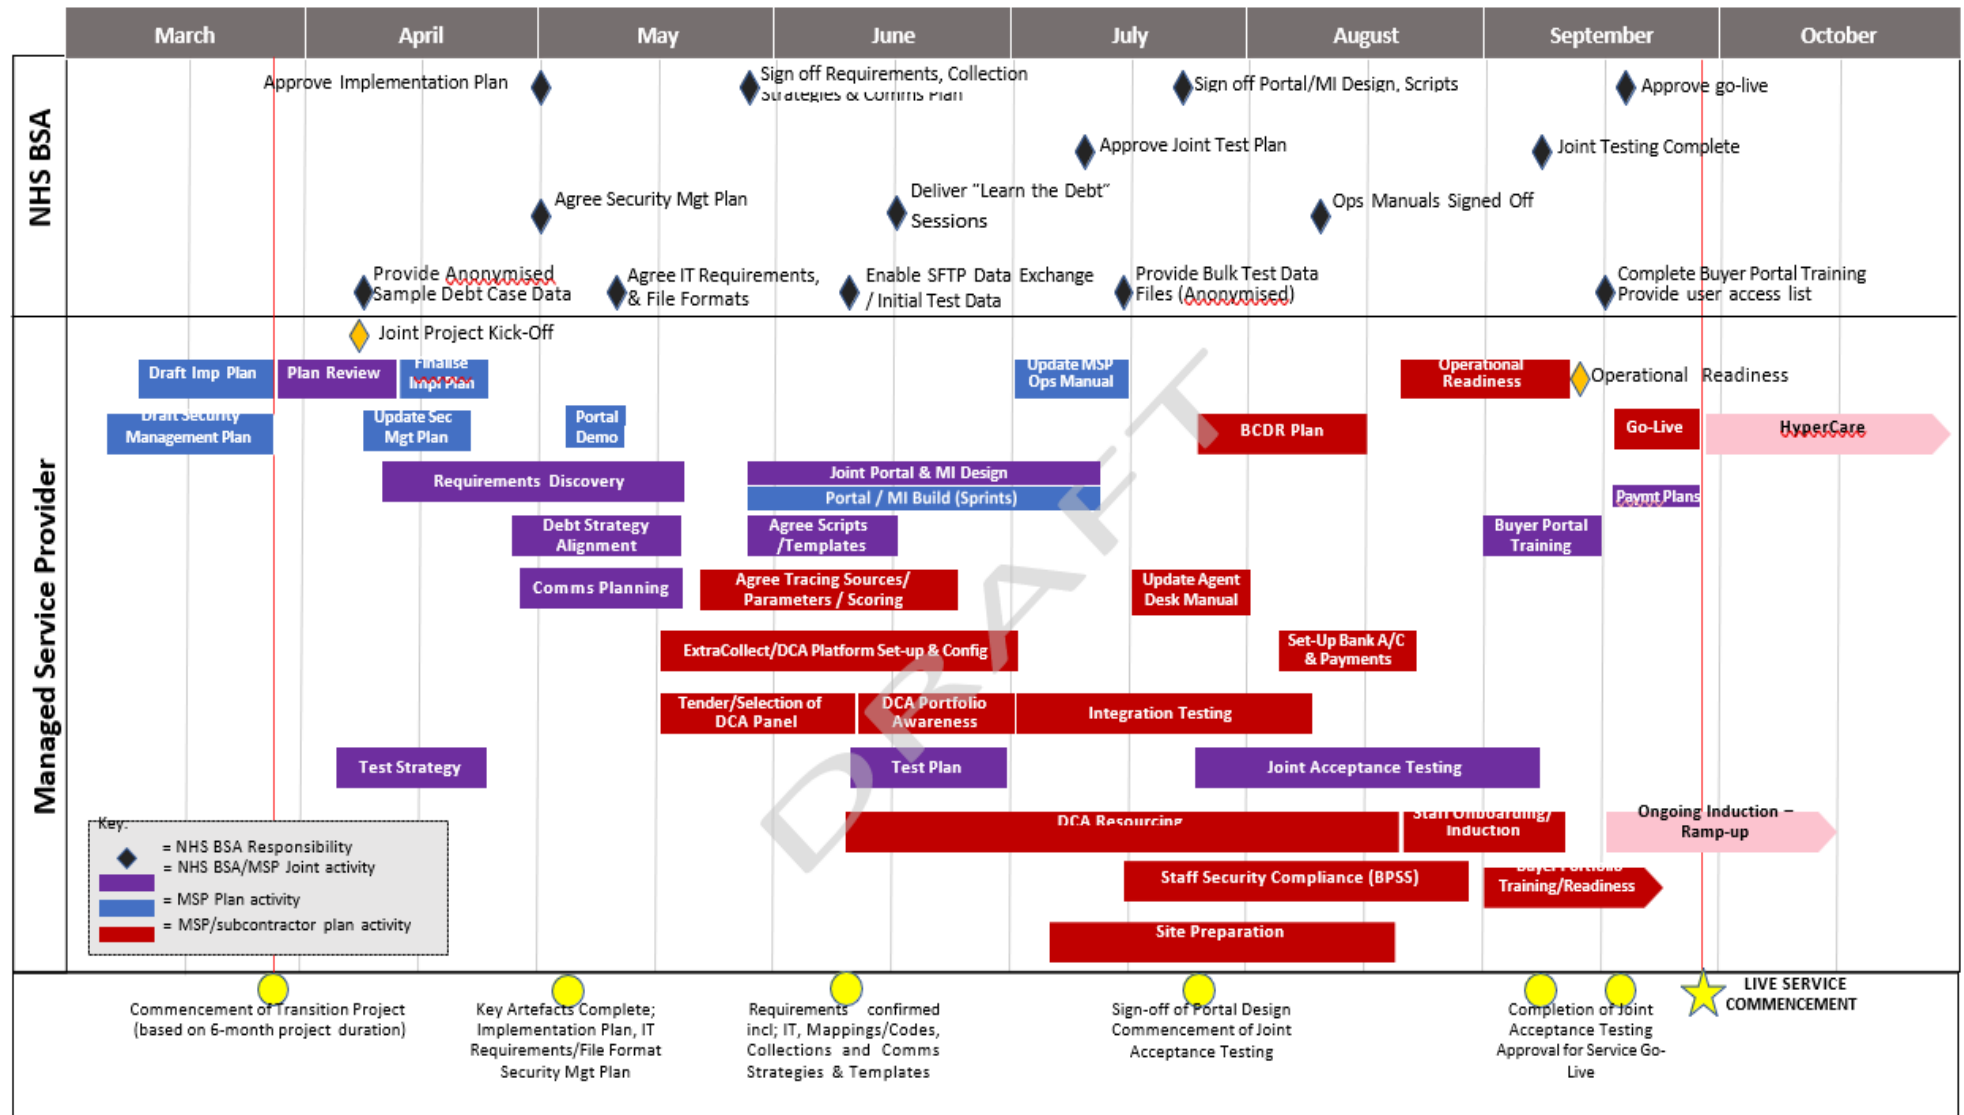 March
April
May
June
July
August
September
October
NHS BSA
Approve Implementation Plan
Sign off Requirements, Collection
Strategies & Comms Plan
Sign off Portal/MI Design, Scripts
Approve go-live
Approve Joint Test Plan
Joint Testing Complete
Agree Security Mgt Plan
Deliver "Learn the Debt"
Sessions
Ops Manuals Signed Off
Provide Anonymised
Sample Debt Case Data
Agree IT Requirements,
& File Formats
Enable SFTP Data Exchange
/ Initial Test Data
Provide Bulk Test Data
Files (Anonymised)
Complete Buyer Portal Training
Provide user access list
Managed Service Provider
Joint Project Kick-Off
Draft Imp Plan
Plan Review
Finalise
Impl Plan
Update MSP
Ops Manual
Operational
Readiness
Operational Readiness
Draft Security
Management Plan
Update Sec
Mgt Plan
Portal
Demo
BCDR Plan
Go-Live
HyperCare
Requirements Discovery
Joint Portal & MI Design
Portal / MI Build (Sprints)
Paymt Plans
Debt Strategy
Alignment
Agree Scripts
/Templates
Buyer Portal
Training
Comms Planning
Agree Tracing Sources/
Parameters / Scoring
Update Agent
Desk Manual
ExtraCollect/DCA Platform Set-up & Config
Set-Up Bank A/C
& Payments
Tender/Selection of
DCA Panel
DCA Portfolio
Awareness
Integration Testing
Test Strategy
Test Plan
Joint Acceptance Testing
DCA Resourcing
Staff Onboarding/
Induction
Ongoing Induction –
Ramp-up
Staff Security Compliance (BPSS)
Buyer Portfolio
Training/Readiness
Site Preparation
DRAFT
Key:
= NHS BSA Responsibility
= NHS BSA/MSP Joint activity
= MSP Plan activity
= MSP/subcontractor plan activity
Commencement of Transition Project
(based on 6-month project duration)
Key Artefacts Complete;
Implementation Plan, IT
Requirements/File Format
Security Mgt Plan
Requirements confirmed
incl; IT, Mappings/Codes,
Collections and Comms
Strategies & Templates
Sign-off of Portal Design
Commencement of Joint
Acceptance Testing
Completion of Joint
Acceptance Testing
Approval for Service Go-
Live
LIVE SERVICE
COMMENCEMENT